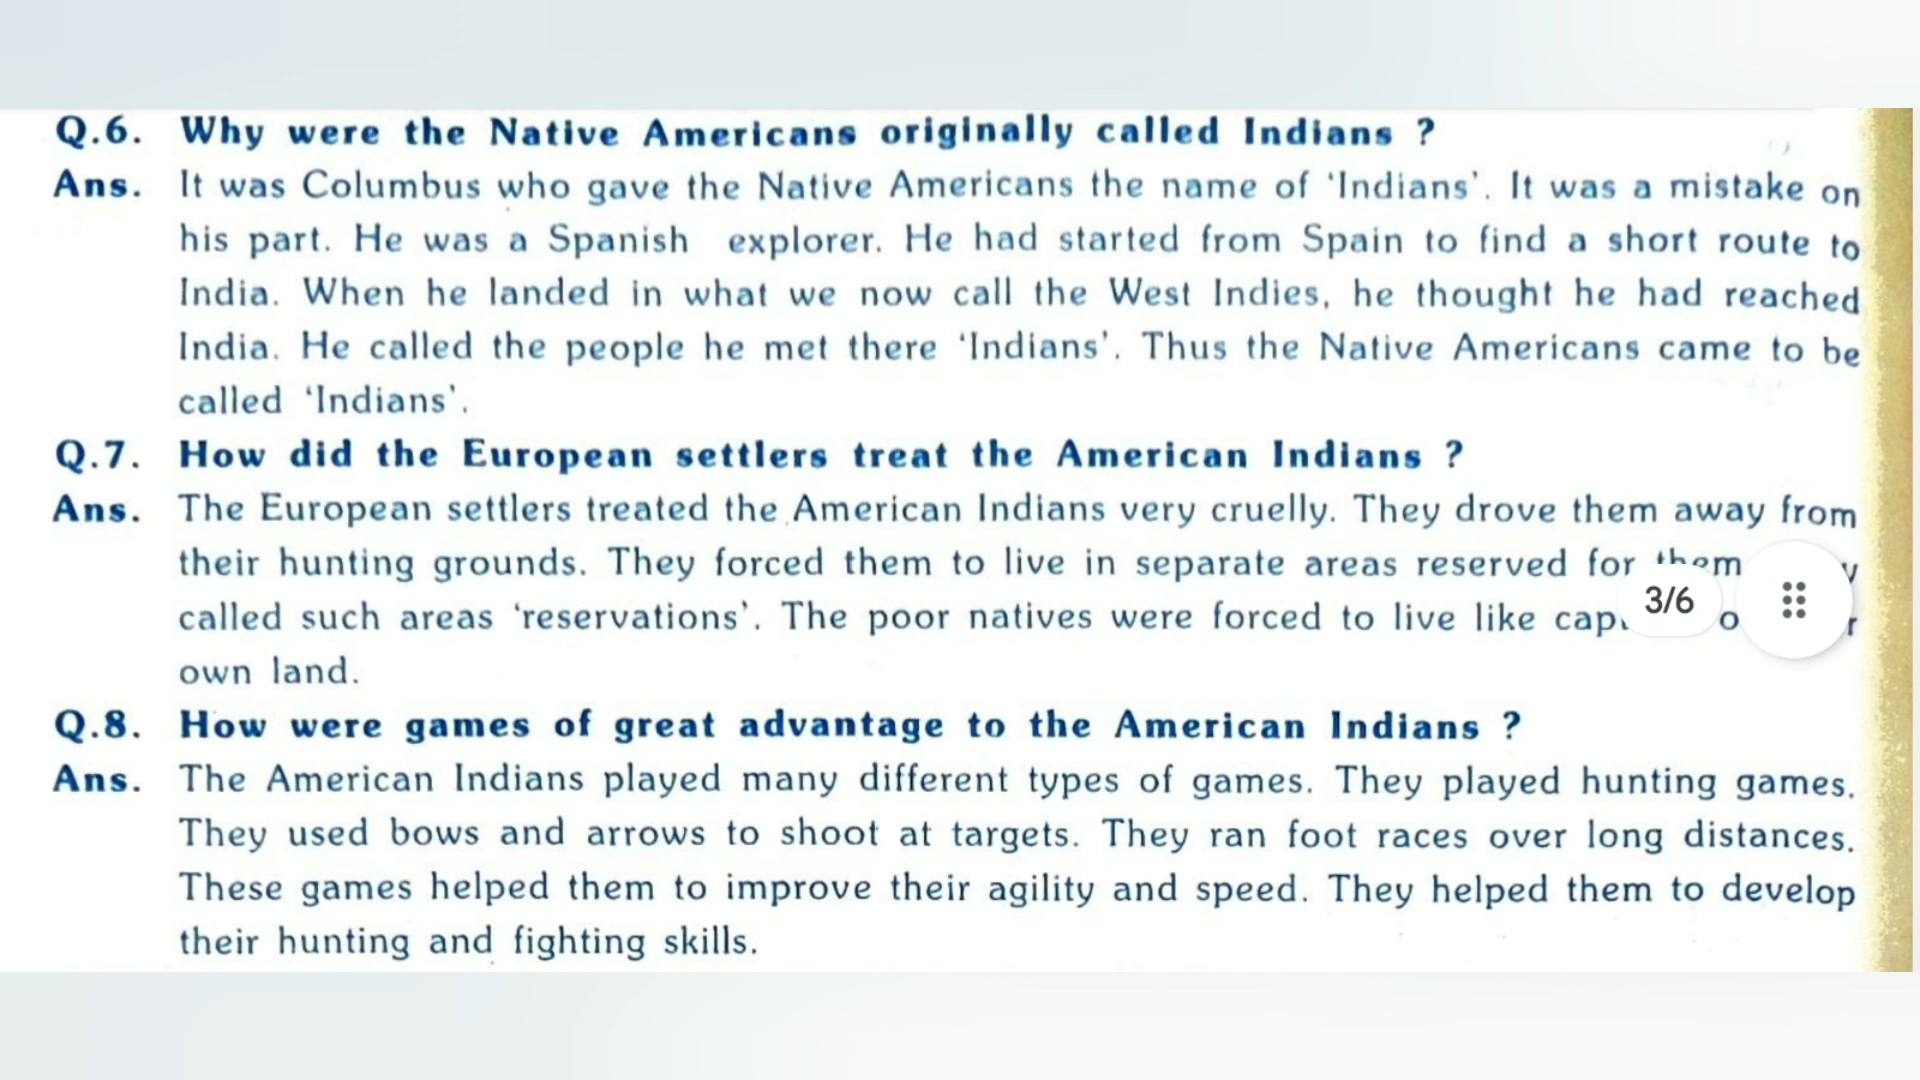 Q.6. Why were the Native Americans originally called Indians ?
Ans. It was Columbus who gave the Native Americans the name of ‘Indians’. It was a mistake on
his part. He was a Spanish explorer. He had started from Spain to find a short route to
India. When he landed in what we now call the West Indies, he thought he had reached
India. He called the people he met there ‘Indians’. Thus the Native Americans came to be
called ‘Indians’.
Q.7. How did the European settlers treat the American Indians ?
Ans. The European settlers treated the American Indians very cruelly. They drove them away from
their hunting grounds. They forced them to live in separate areas reserved for them
called such areas ‘reservations’. The poor natives were forced to live like
3/6
own land.
Q.8. How were games of great advantage to the American Indians ?
Ans. The American Indians played many different types of games. They played hunting games.
They used bows and arrows to shoot at targets. They ran foot races over long distances.
These games helped them to improve their agility and speed. They helped them to develop
their hunting and fighting skills.